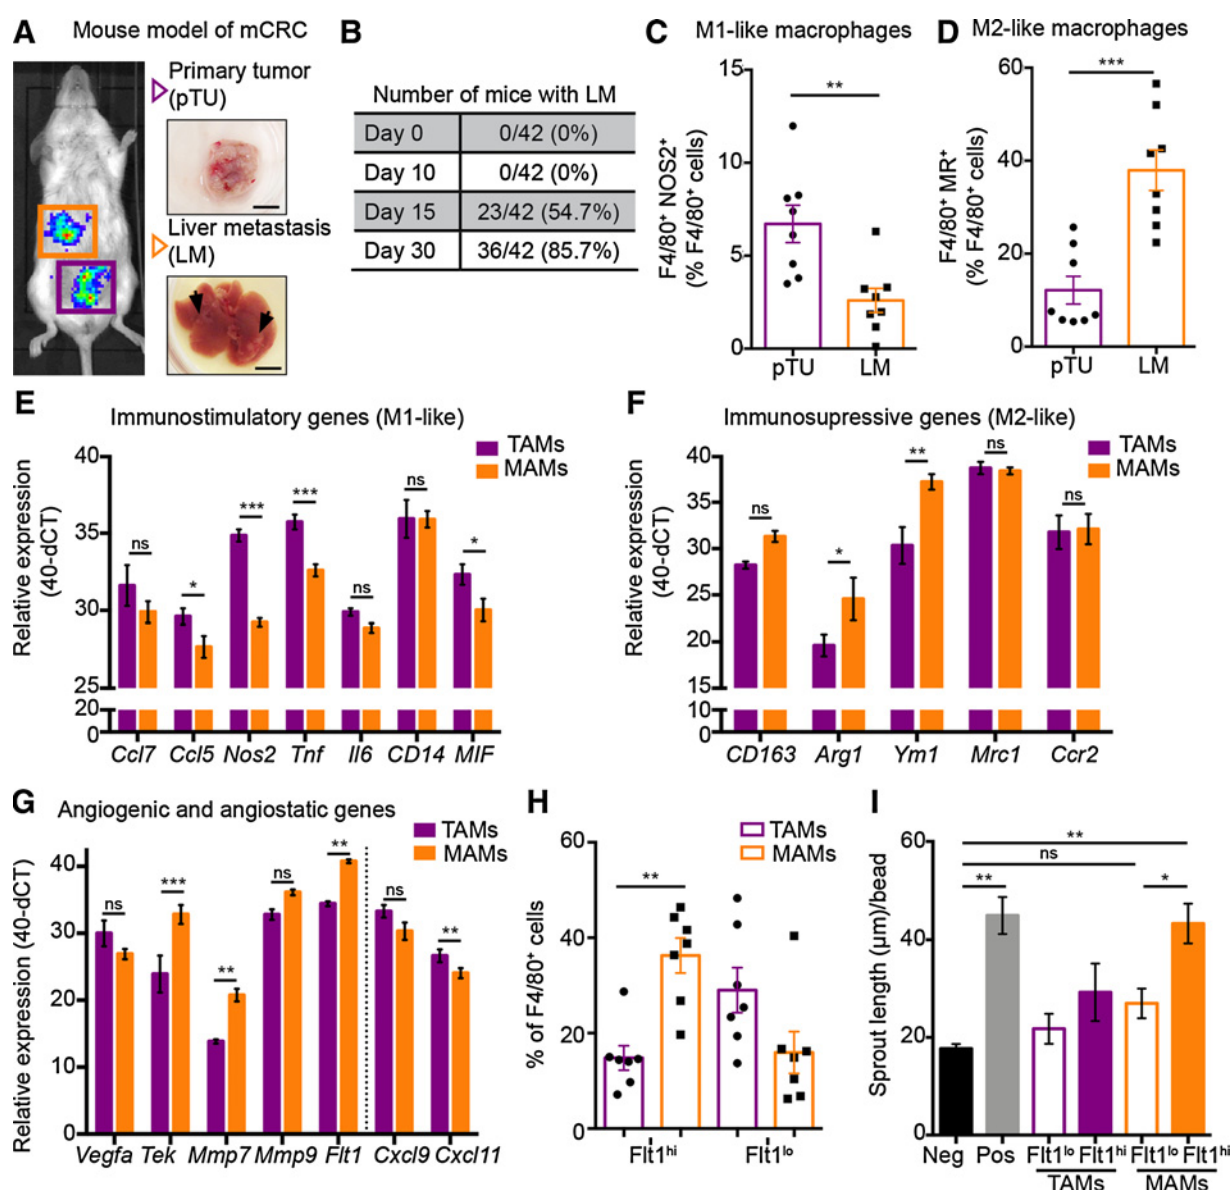 A Mouse model of mCRC
Primary tumor
(pTU)
Liver metastasis
(LM)
B
Number of mice with LM
Day 0 0/42 (0%)
Day 10 0/42 (0%)
Day 15 23/42 (54.7%)
Day 30 36/42 (85.7%)
C M1-like macrophages
F4/80⁺ NOS2⁺
(% F4/80⁺ cells)
15
10
5
0
**
pTU LM
D M2-like macrophages
F4/80⁺ MR⁺
(% F4/80⁺ cells)
60
40
20
0
***
pTU LM
E Immunostimulatory genes (M1-like)
TAMs
MAMs
Relative expression
(40-dCT)
40
35
30
25
20
0
ns * *** *** ns ns *
Ccl7 Ccl5 Nos2 Tnf Il6 CD14 MIF
F Immunosupressive genes (M2-like)
TAMs
MAMs
Relative expression
(40-dCT)
40
35
30
25
20
15
10
0
ns * ** ns ns
CD163 Arg1 Ym1 Mrc1 Ccr2
G Angiogenic and angiostatic genes
TAMs
MAMs
Relative expression (40-dCT)
40
30
20
10
0
ns *** ** ns ** ns **
Vegfa Tek Mmp7 Mmp9 Flt1 Cxcl9 Cxcl11
H
TAMs
MAMs
% of F4/80⁺ cells
60
40
20
0
**
Flt1ʰⁱ Flt1ˡᵒ
I
Sprout length (µm)/bead
60
40
20
0
**
ns
** *
Neg Pos Flt1ˡᵒ Flt1ʰⁱ Flt1ˡᵒ Flt1ʰⁱ
TAMs MAMs